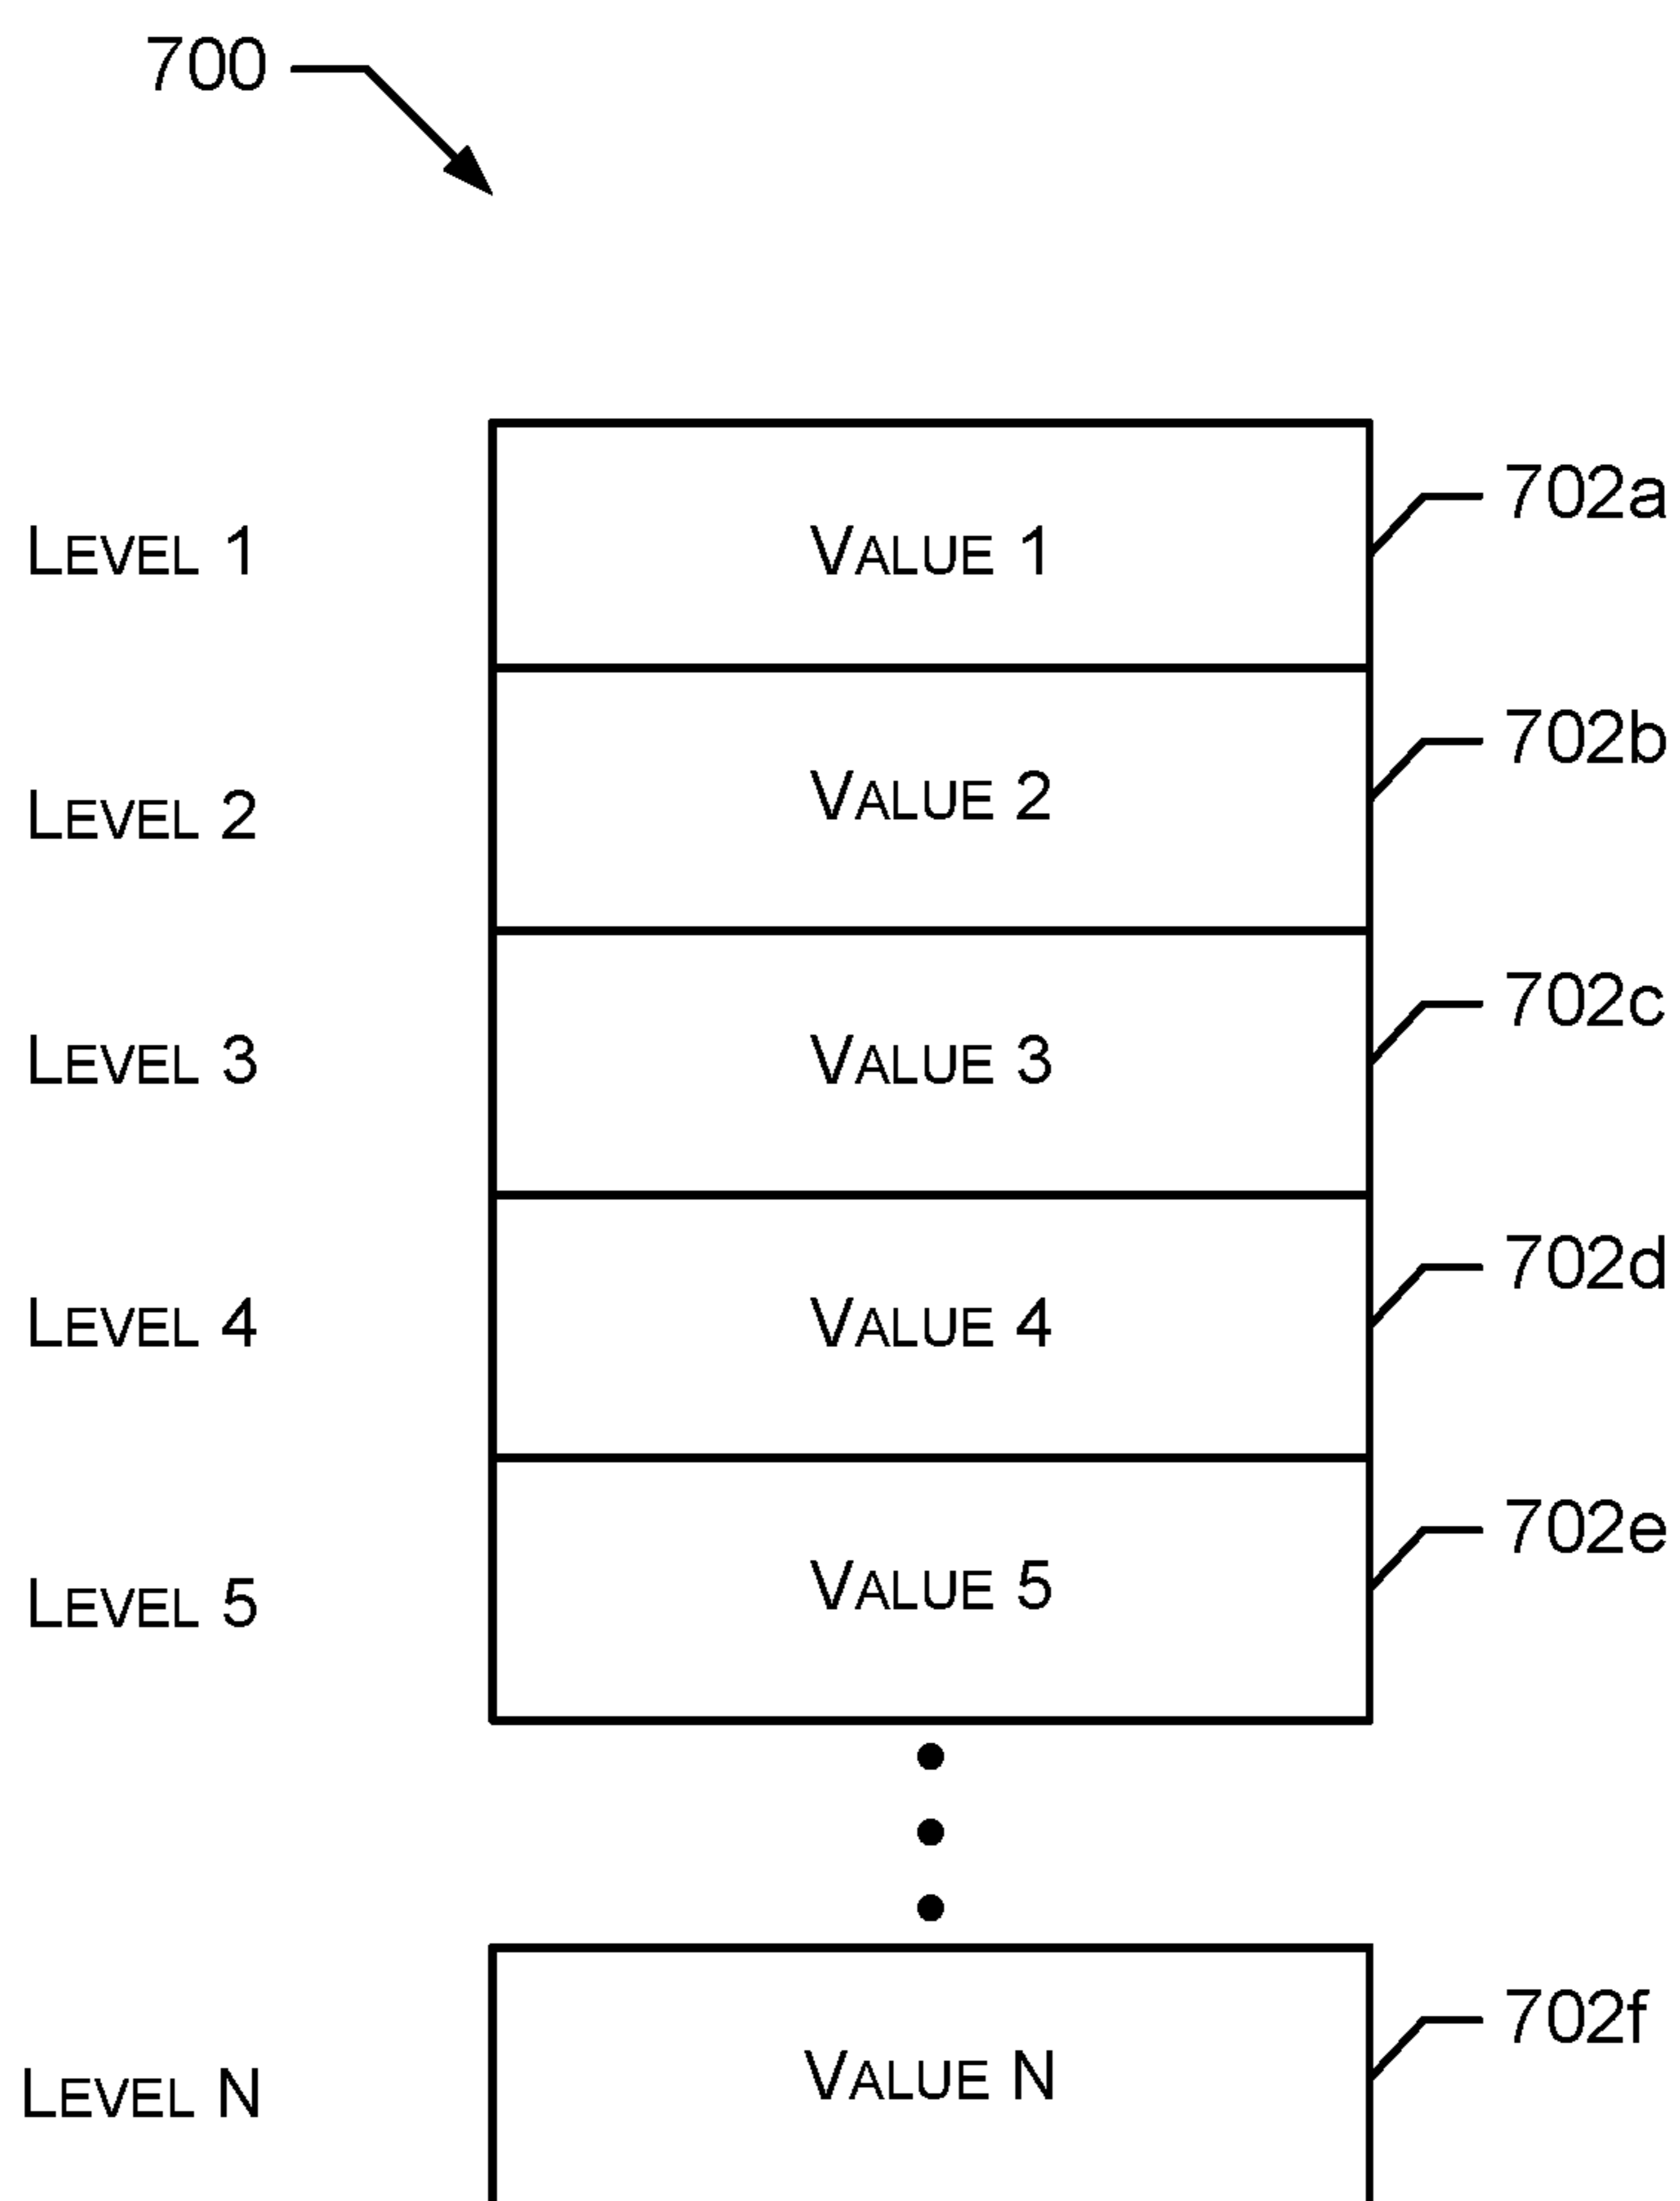 700
702a
LEVEL 1 VALUE 1
702b
LEVEL 2 VALUE 2
702c
LEVEL 3 VALUE 3
702d
LEVEL 4 VALUE 4
702e
LEVEL 5 VALUE 5
702f
LEVEL N VALUE N